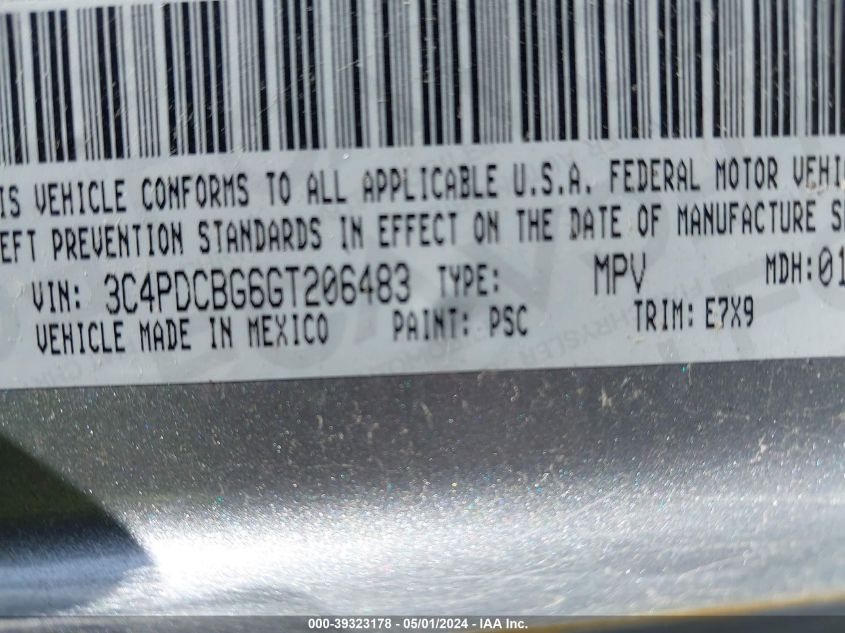 IS VEHICLE CONFORMS TO ALL APPLICABLE U.S.A. FEDERAL MOTOR VEHI
EFT PREVENTION STANDARDS IN EFFECT ON THE DATE OF MANUFACTURE S
VIN: 3C4PDCBG6GT206483 TYPE: MPV MDH:01
VEHICLE MADE IN MEXICO PAINT: PSC TRIM: E7X9
000-39323178 - 05/01/2024 - IAA Inc.